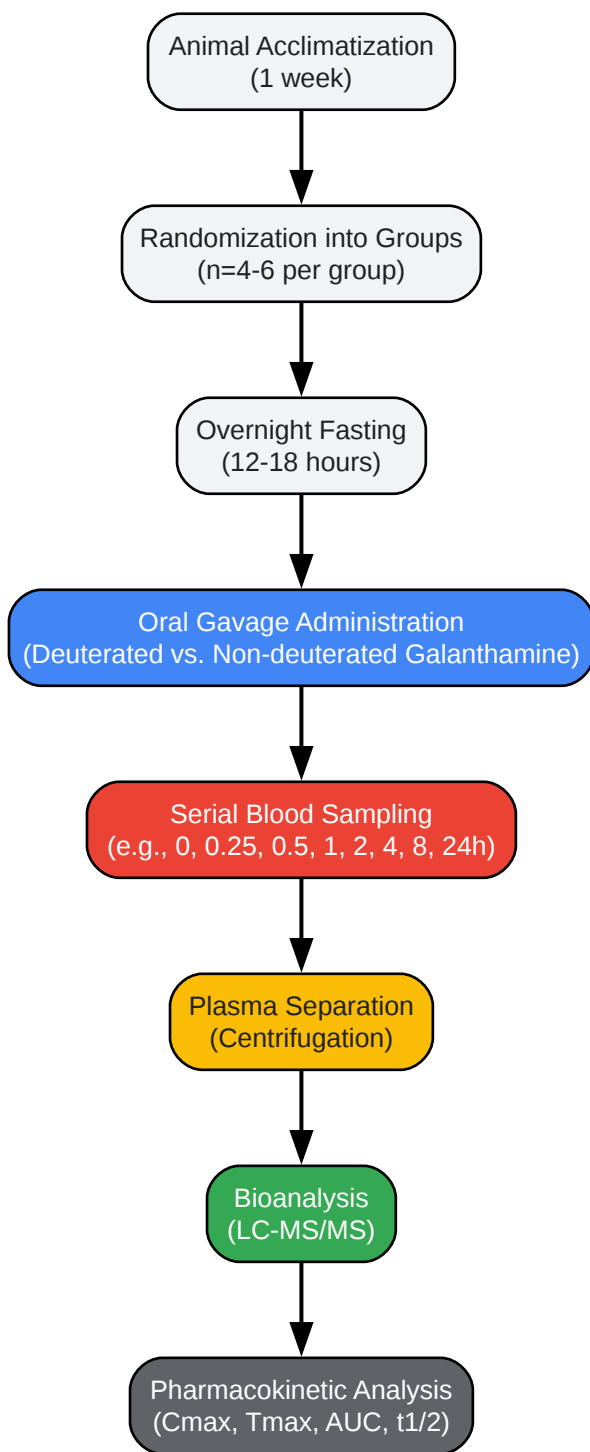 Animal Acclimatization
(1 week)
Randomization into Groups
(n=4-6 per group)
Overnight Fasting
(12-18 hours)
Oral Gavage Administration
(Deuterated vs. Non-deuterated Galanthamine)
Serial Blood Sampling
(e.g., 0, 0.25, 0.5, 1, 2, 4, 8, 24h)
Plasma Separation
(Centrifugation)
Bioanalysis
(LC-MS/MS)
Pharmacokinetic Analysis
(Cmax, Tmax, AUC, t1/2)